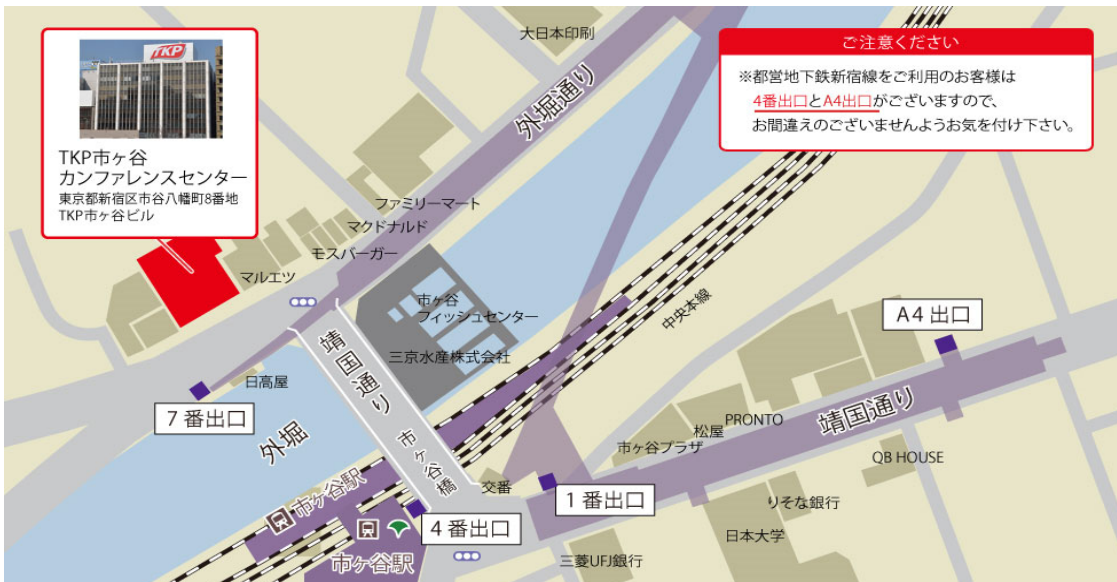 TKP
TKP市ヶ谷
カンファレンスセンター
東京都新宿区市谷八幡町8番地
TKP市ヶ谷ビル
ご注意ください
※都営地下鉄新宿線をご利用のお客様は
4番出口とA4出口がございますので、
お間違えのございませんようお気を付け下さい。
大日本印刷
外堀通り
ファミリーマート
マクドナルド
モスバーガー
マルエツ
市ヶ谷
フィッシュセンター
三京水産株式会社
中央本線
A4出口
靖国通り
日高屋
7番出口
外堀
市ヶ谷橋
靖国通り
PRONTO
松屋
市ヶ谷プラザ
QB HOUSE
交番
1番出口
りそな銀行
市ヶ谷駅
4番出口
日本大学
市ヶ谷駅
三菱UFJ銀行